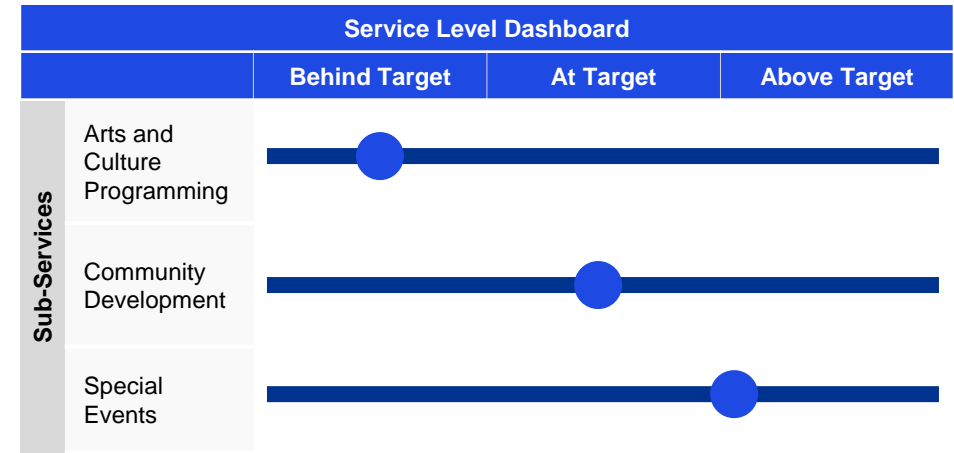 Service Level Dashboard
Behind Target
At Target
Above Target
Sub-Services
Arts and
Culture
Programming
Community
Development
Special
Events